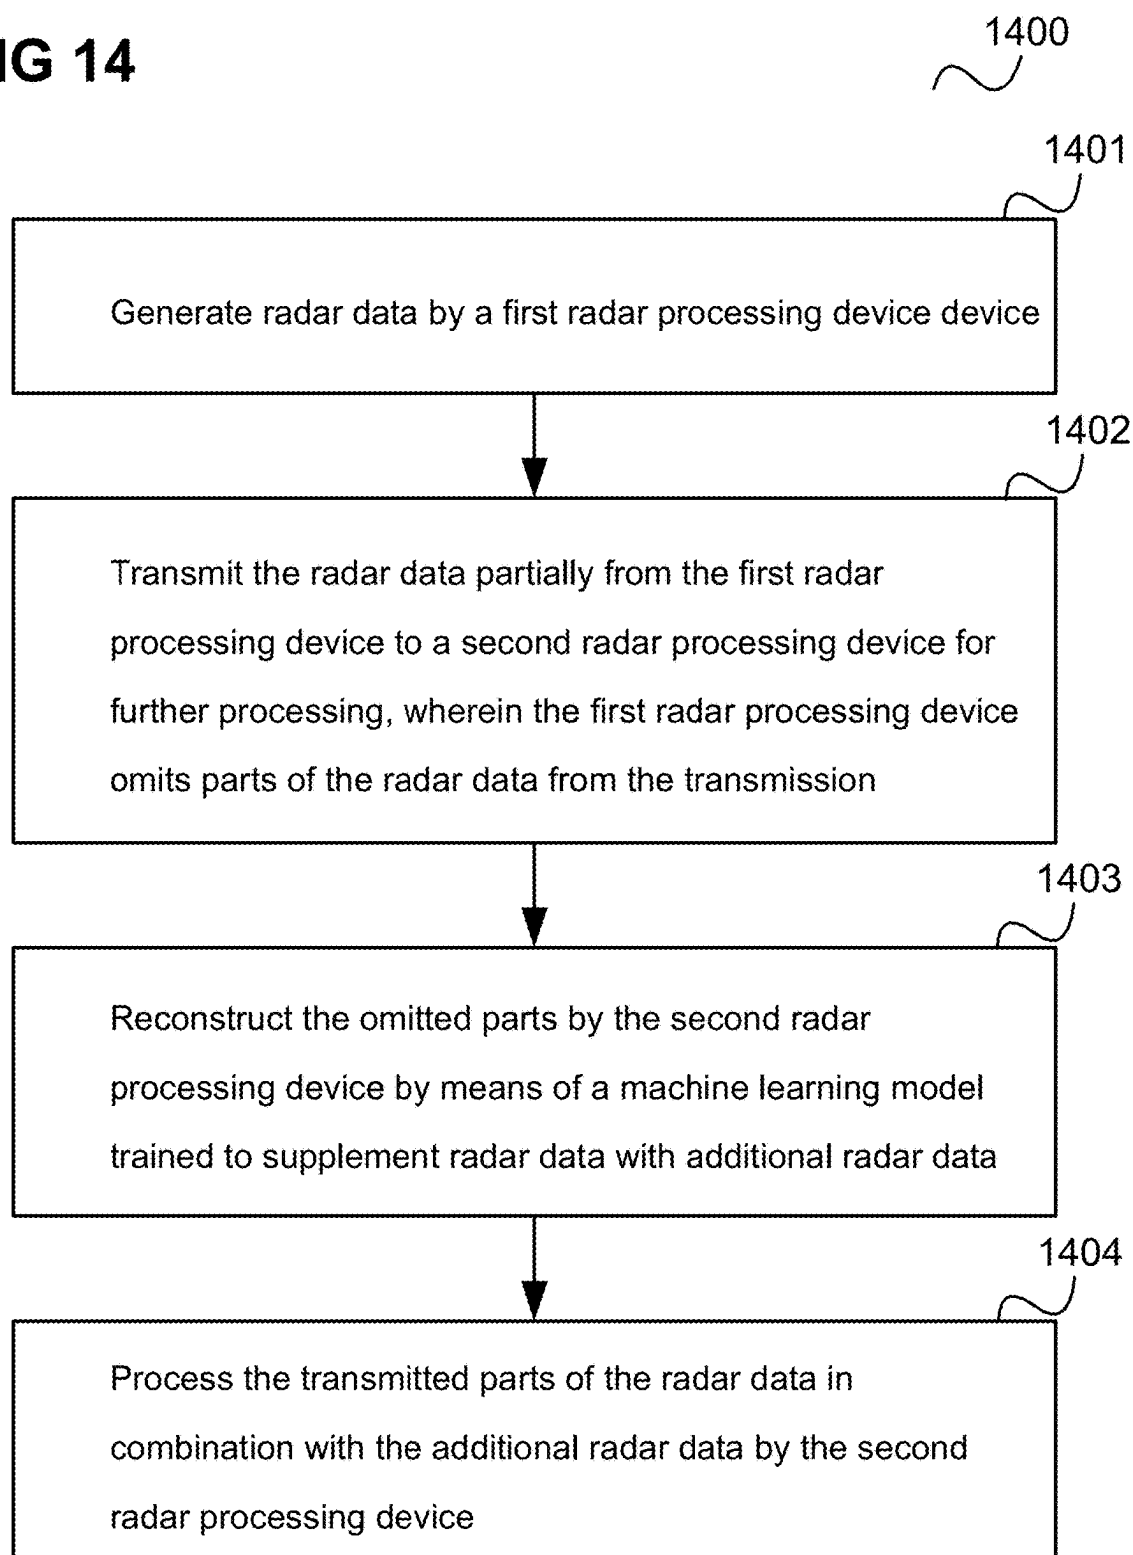 IG 14
1400
1401
Generate radar data by a first radar processing device device
1402
Transmit the radar data partially from the first radar
processing device to a second radar processing device for
further processing, wherein the first radar processing device
omits parts of the radar data from the transmission
1403
Reconstruct the omitted parts by the second radar
processing device by means of a machine learning model
trained to supplement radar data with additional radar data
1404
Process the transmitted parts of the radar data in
combination with the additional radar data by the second
radar processing device